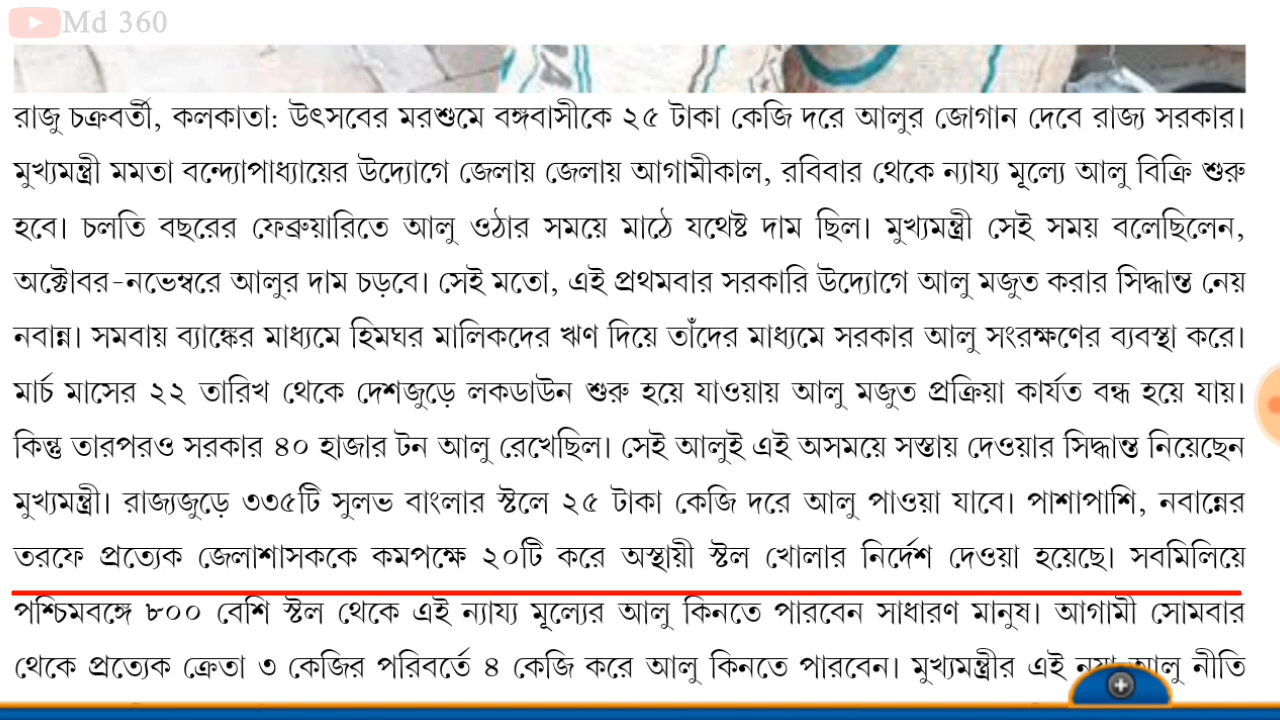 Md 360
রাজু চক্রবর্তী, কলকাতা: উৎসবের মরশুমে বঙ্গবাসীকে ২৫ টাকা কেজি দরে আলুর জোগান দেবে রাজ্য সরকার।
মুখ্যমন্ত্রী মমতা বন্দ্যোপাধ্যায়ের উদ্যোগে জেলায় জেলায় আগামীকাল, রবিবার থেকে ন্যায্য মূল্যে আলু বিক্রি শুরু
হবে। চলতি বছরের ফেব্রুয়ারিতে আলু ওঠার সময়ে মাঠে যথেষ্ট দাম ছিল। মুখ্যমন্ত্রী সেই সময় বলেছিলেন,
অক্টোবর-নভেম্বরে আলুর দাম চড়বে। সেই মতো, এই প্রথমবার সরকারি উদ্যোগে আলু মজুত করার সিদ্ধান্ত নেয়
নবান্ন। সমবায় ব্যাঙ্কের মাধ্যমে হিমঘর মালিকদের ঋণ দিয়ে তাঁদের মাধ্যমে সরকার আলু সংরক্ষণের ব্যবস্থা করে।
মার্চ মাসের ২২ তারিখ থেকে দেশজুড়ে লকডাউন শুরু হয়ে যাওয়ায় আলু মজুত প্রক্রিয়া কার্যত বন্ধ হয়ে যায়।
কিন্তু তারপরও সরকার ৪০ হাজার টন আলু রেখেছিল। সেই আলুই এই অসময়ে সস্তায় দেওয়ার সিদ্ধান্ত নিয়েছেন
মুখ্যমন্ত্রী। রাজ্যজুড়ে ৩৩৫টি সুলভ বাংলার স্টলে ২৫ টাকা কেজি দরে আলু পাওয়া যাবে। পাশাপাশি, নবান্নের
তরফে প্রত্যেক জেলাশাসককে কমপক্ষে ২০টি করে অস্থায়ী স্টল খোলার নির্দেশ দেওয়া হয়েছে। সবমিলিয়ে
পশ্চিমবঙ্গে ৮০০ বেশি স্টল থেকে এই ন্যায্য মূল্যের আলু কিনতে পারবেন সাধারণ মানুষ। আগামী সোমবার
থেকে প্রত্যেক ক্রেতা ৩ কেজির পরিবর্তে ৪ কেজি করে আলু কিনতে পারবেন। মুখ্যমন্ত্রীর এই নয়া আলু নীতি